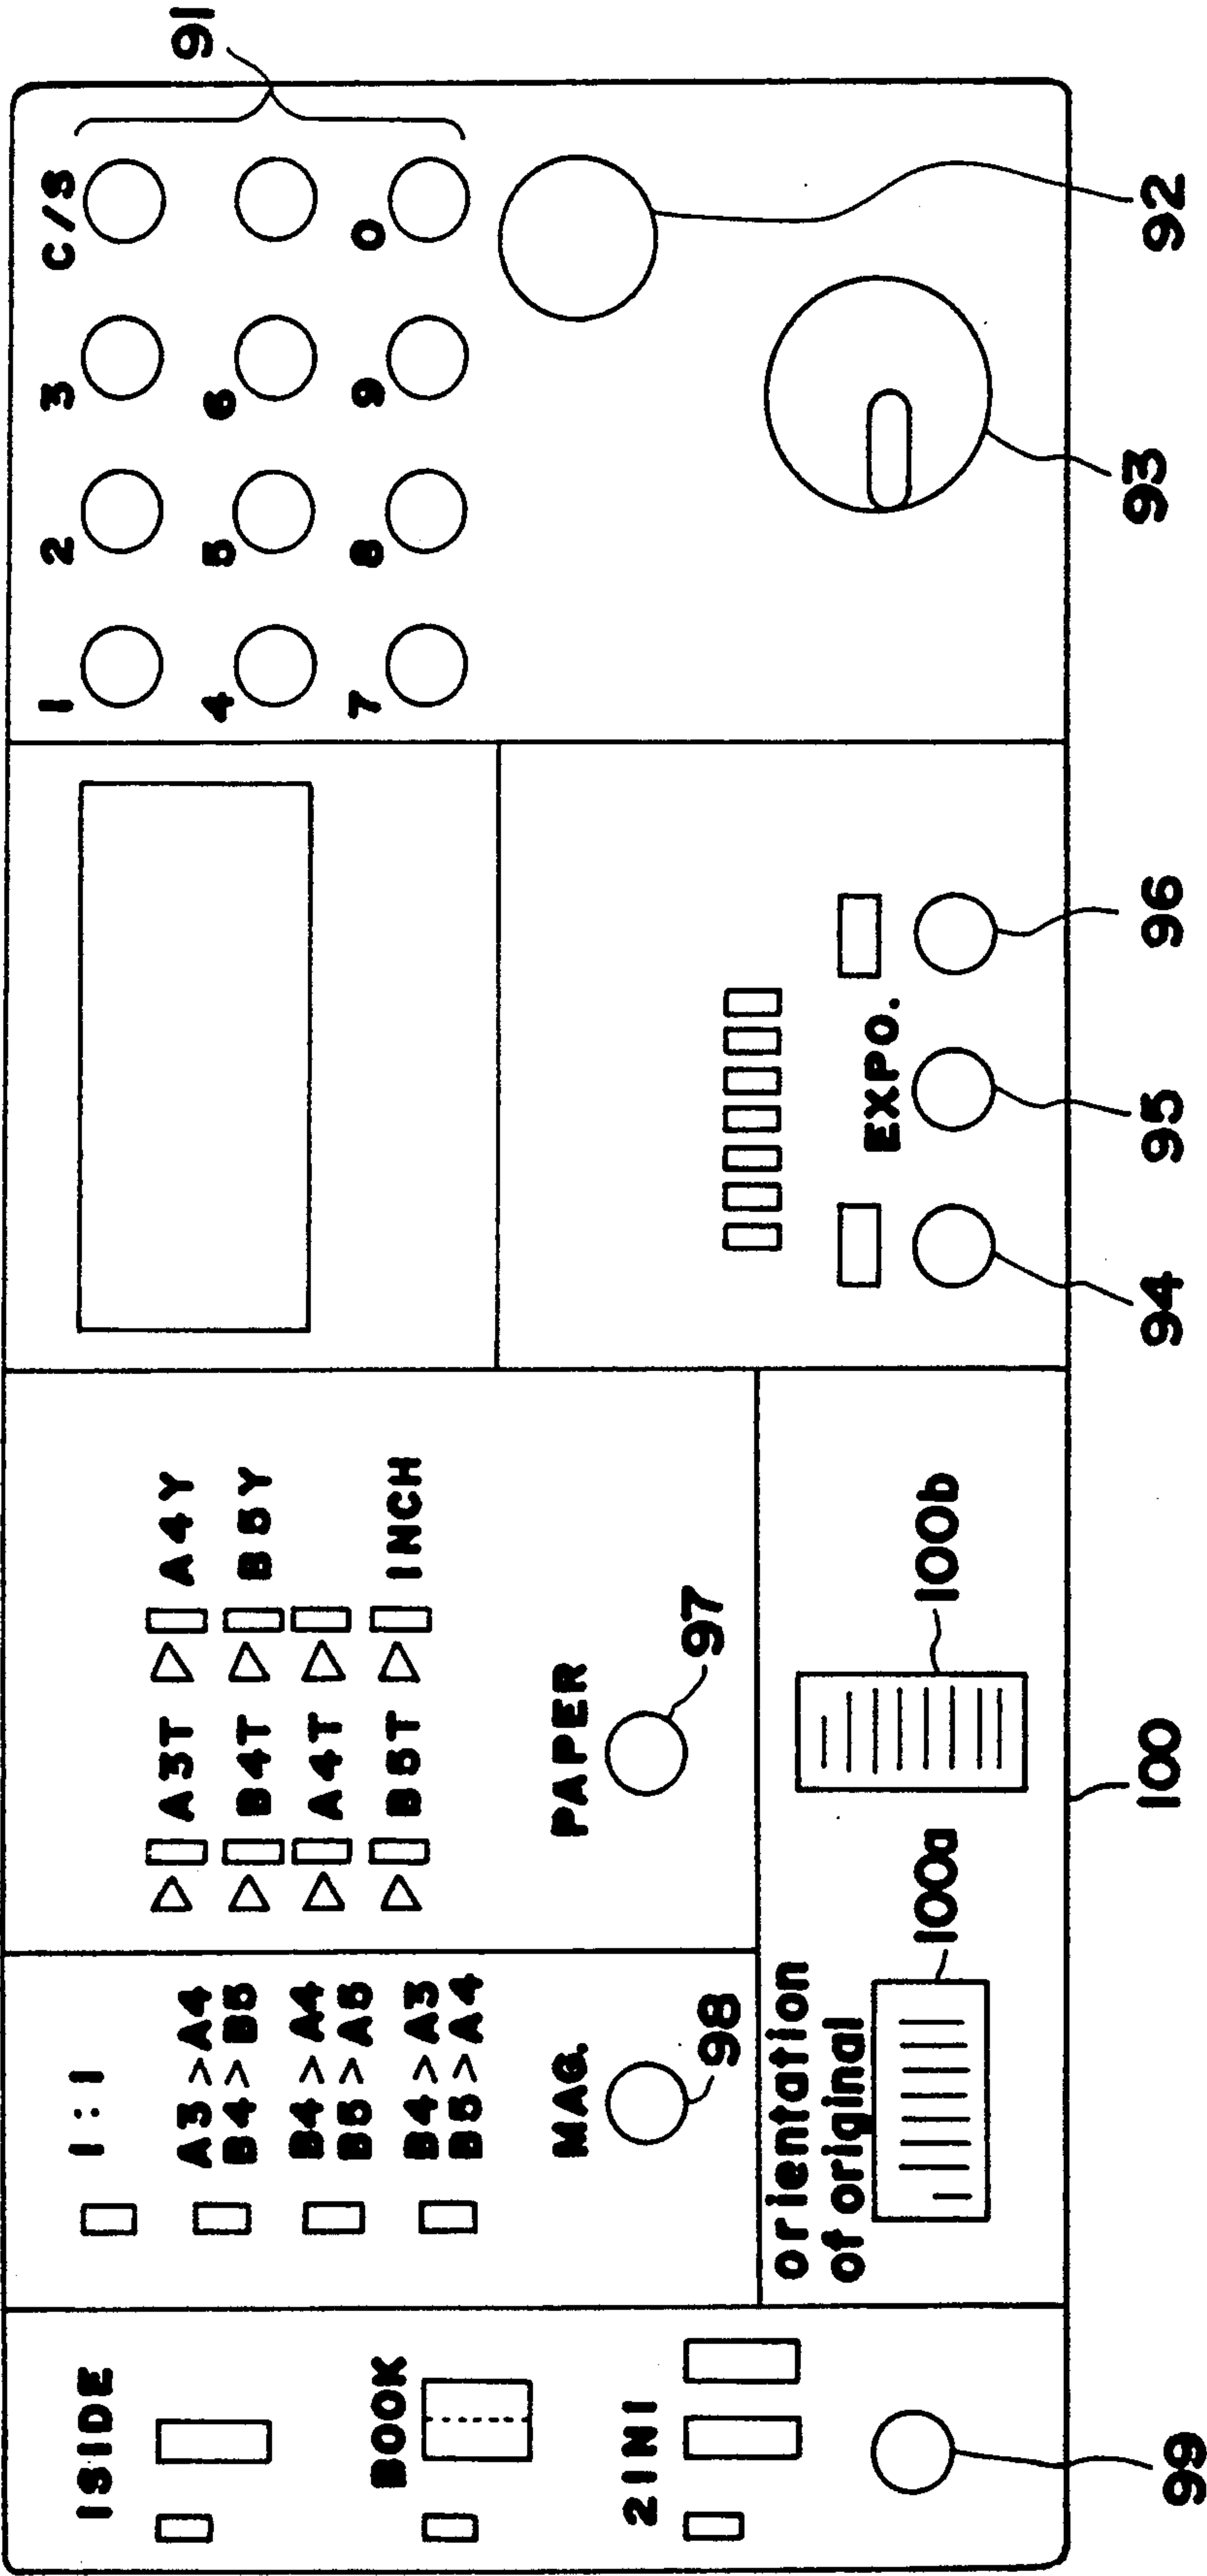 1SIDE
BOOK
2IN1
99
1:1
A3>A4
B4>B5
B4>A4
B5>A5
B4>A3
B5>A4
MAG.
98
A3T
A4Y
B4T
B5Y
A4T
B5T
INCH
PAPER
97
orientation
of original
100a
100b
100
EXPO.
94
95
96
1
2
3
C/S
4
5
6
7
8
9
0
91
92
93